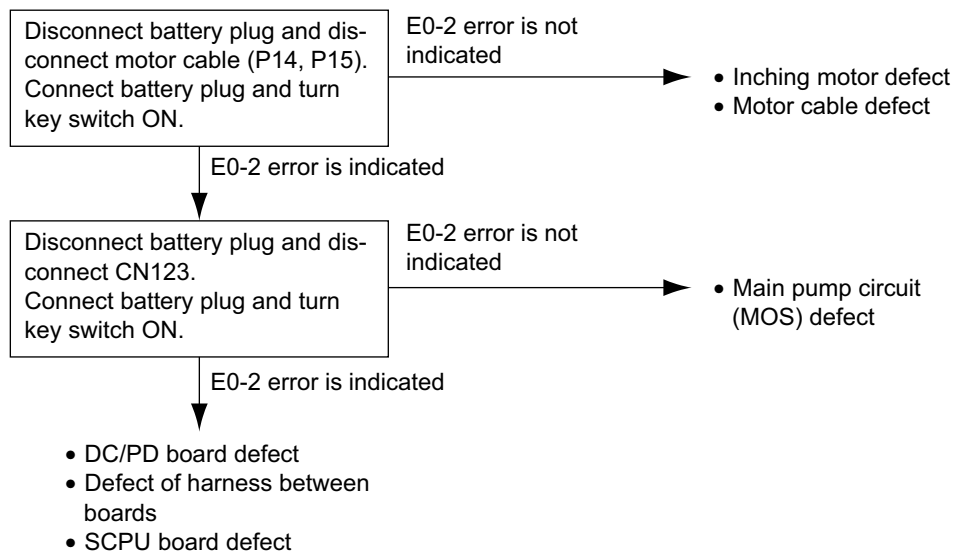 Disconnect battery plug and dis-
connect motor cable (P14, P15).
Connect battery plug and turn
key switch ON.
E0-2 error is not
indicated
• Inching motor defect
• Motor cable defect
E0-2 error is indicated
Disconnect battery plug and dis-
connect CN123.
Connect battery plug and turn
key switch ON.
E0-2 error is not
indicated
• Main pump circuit
(MOS) defect
E0-2 error is indicated
• DC/PD board defect
• Defect of harness between
boards
• SCPU board defect